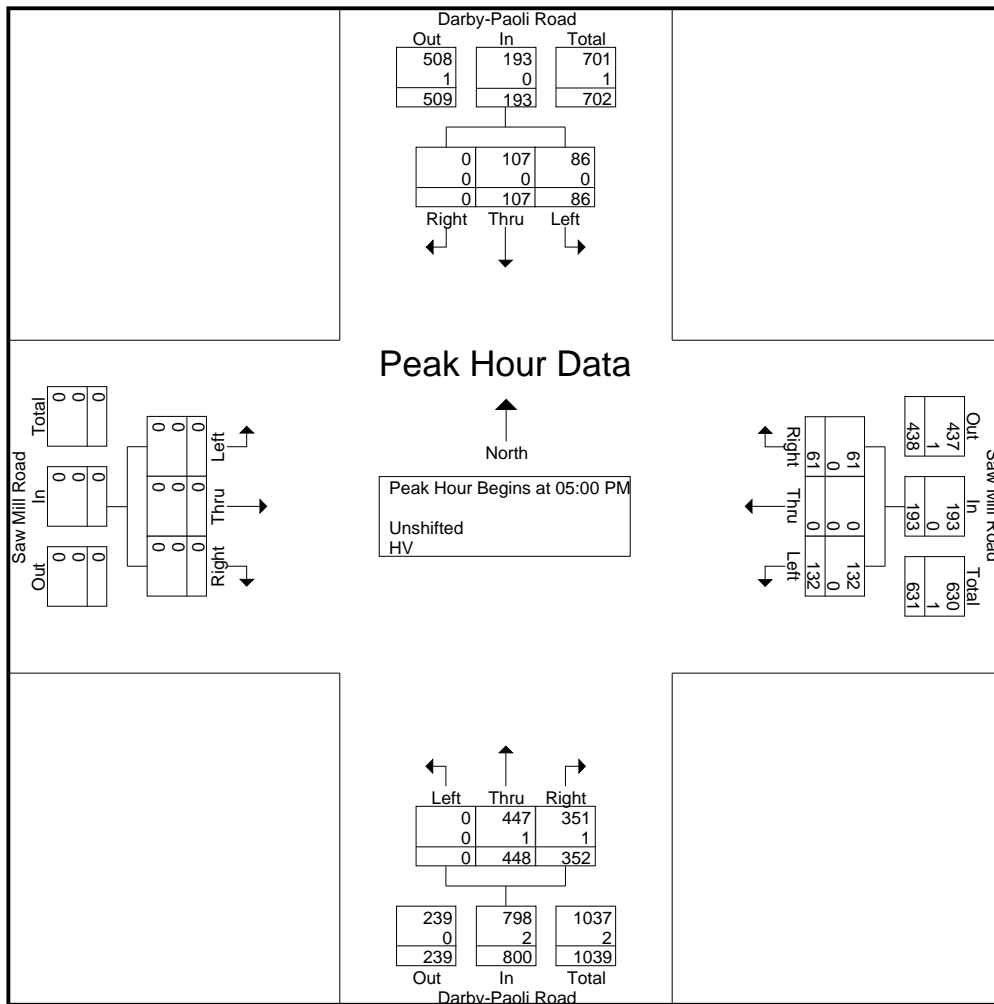 Darby-Paoli Road
Out In Total
508 193 701
1 0 1
509 193 702
0 107 86
0 0 0
0 107 86
Right Thru Left
Peak Hour Data
North
Peak Hour Begins at 05:00 PM
Unshifted
HV
Saw Mill Road
Out In Total
0 0 0
0 0 0
0 0 0
Right Thru Left
0 0 0
0 0 0
0 0 0
Saw Mill Road
Out In Total
437 193 630
1 0 1
438 193 631
61 0 132
0 0 0
61 0 132
Right Thru Left
Left Thru Right
0 447 351
0 1 1
0 448 352
239 798 1037
0 2 2
239 800 1039
Out In Total
Darby-Paoli Road